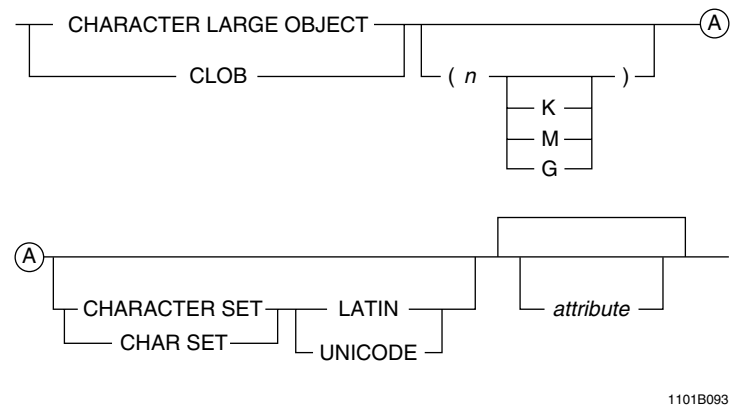 CHARACTER LARGE OBJECT
CLOB
( n )
K
M
G
A
A
CHARACTER SET LATIN
CHAR SET UNICODE
attribute
1101B093